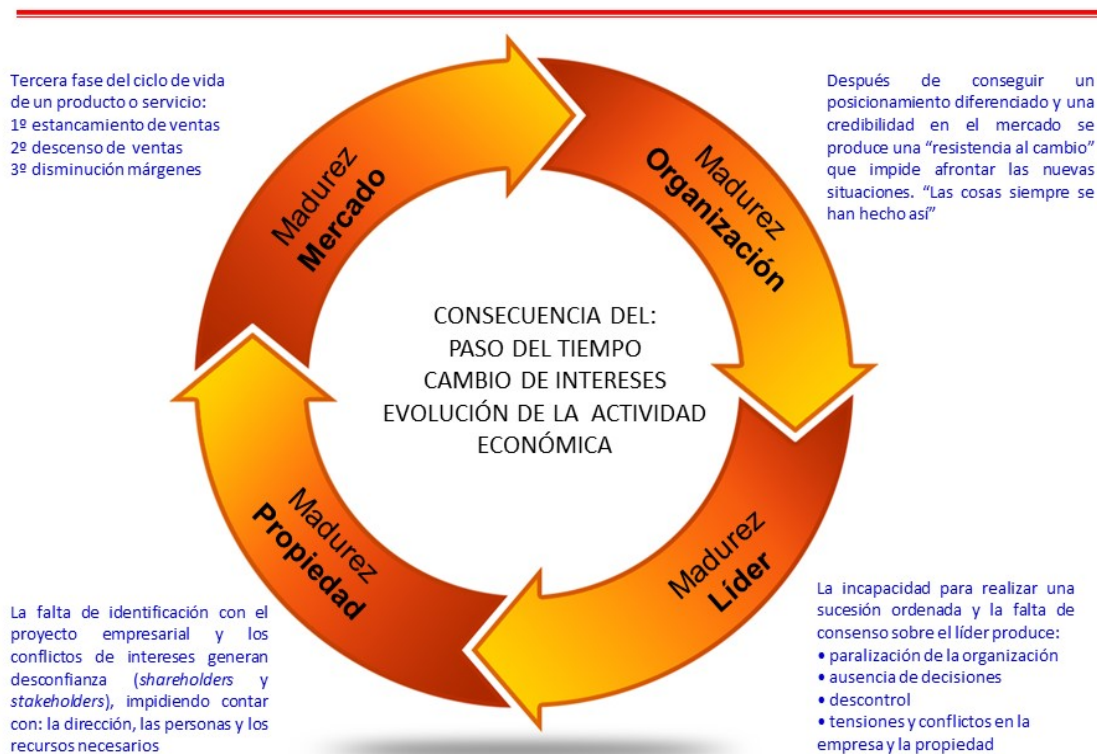 Tercera fase del ciclo de vida
de un producto o servicio:
1º estancamiento de ventas
2º descenso de ventas
3º disminución márgenes
Madurez
Mercado
Madurez
Organización
Después de conseguir un
posicionamiento diferenciado y una
credibilidad en el mercado se
produce una “resistencia al cambio”
que impide afrontar las nuevas
situaciones. “Las cosas siempre se
han hecho así”
CONSECUENCIA DEL:
PASO DEL TIEMPO
CAMBIO DE INTERESES
EVOLUCIÓN DE LA ACTIVIDAD
ECONÓMICA
Madurez
Propiedad
Madurez
Líder
La falta de identificación con el
proyecto empresarial y los
conflictos de intereses generan
desconfianza (shareholders y
stakeholders), impidiendo contar
con: la dirección, las personas y los
recursos necesarios
La incapacidad para realizar una
sucesión ordenada y la falta de
consenso sobre el líder produce:
• paralización de la organización
• ausencia de decisiones
• descontrol
• tensiones y conflictos en la
empresa y la propiedad